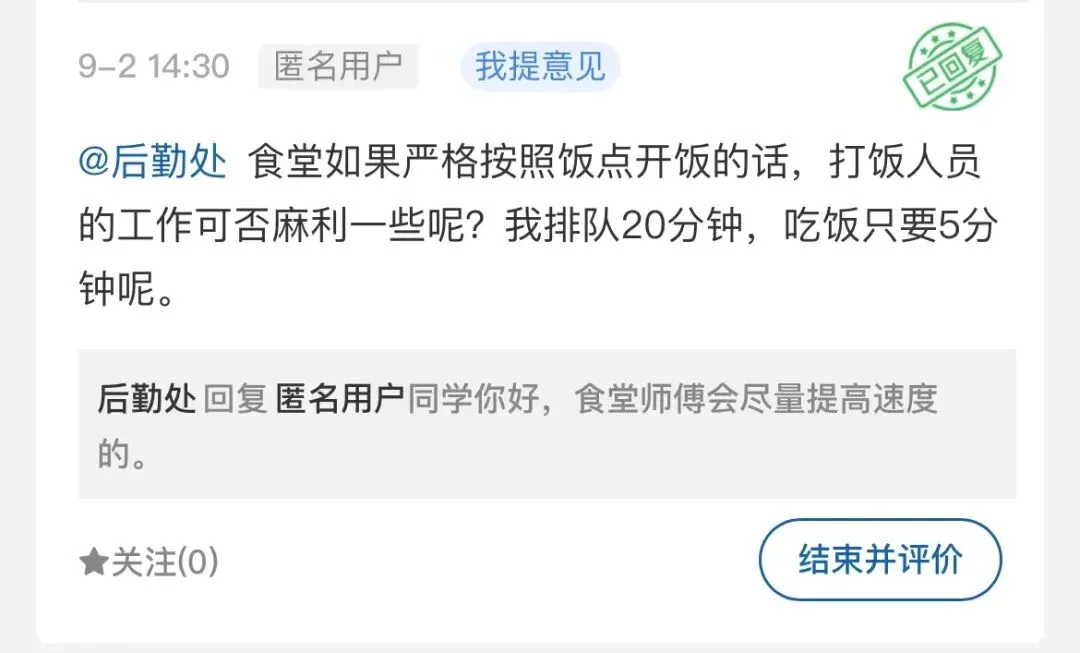 9-2 14:30 匿名用户 我提意见 已回复
@后勤处 食堂如果严格按照饭点开饭的话，打饭人员
的工作可否麻利一些呢？我排队20分钟，吃饭只要5分
钟呢。
后勤处回复匿名用户同学你好，食堂师傅会尽量提高速度
的。
★关注(0) 结束并评价